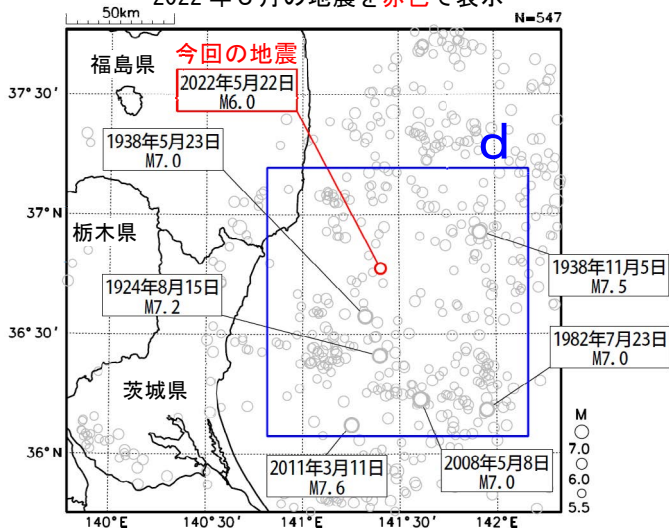 2022年5月の地震を赤色で表示
50km
N=547
福島県
今回の地震
2022年5月22日
M6.0
37°30′
1938年5月23日
M7.0
d
37°N
栃木県
1938年11月5日
M7.5
1924年8月15日
M7.2
36°30′
1982年7月23日
M7.0
茨城県
36°N
2011年3月11日
M7.6
2008年5月8日
M7.0
M
7.0
6.0
5.5
140°E
140.5°
141°E
141.5°
142°E